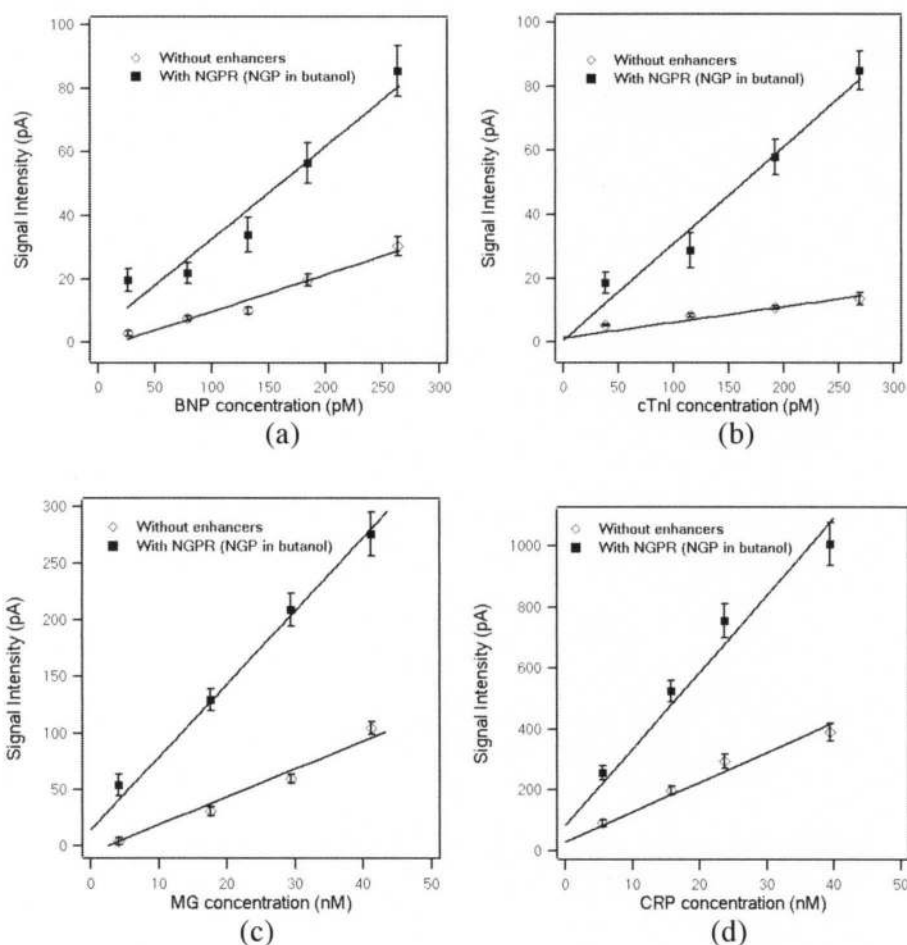 100
80
60
40
20
0
Signal Intensity (pA)
Without enhancers
With NGPR (NGP in butanol)
0 50 100 150 200 250 300
BNP concentration (pM)
(a)
100
80
60
40
20
0
Signal Intensity (pA)
Without enhancers
With NGPR (NGP in butanol)
0 50 100 150 200 250 300
cTnI concentration (pM)
(b)
300
250
200
150
100
50
0
Signal Intensity (pA)
Without enhancers
With NGPR (NGP in butanol)
0 10 20 30 40 50
MG concentration (nM)
(c)
1000
800
600
400
200
0
Signal Intensity (pA)
Without enhancers
With NGPR (NGP in butanol)
0 10 20 30 40 50
CRP concentration (nM)
(d)